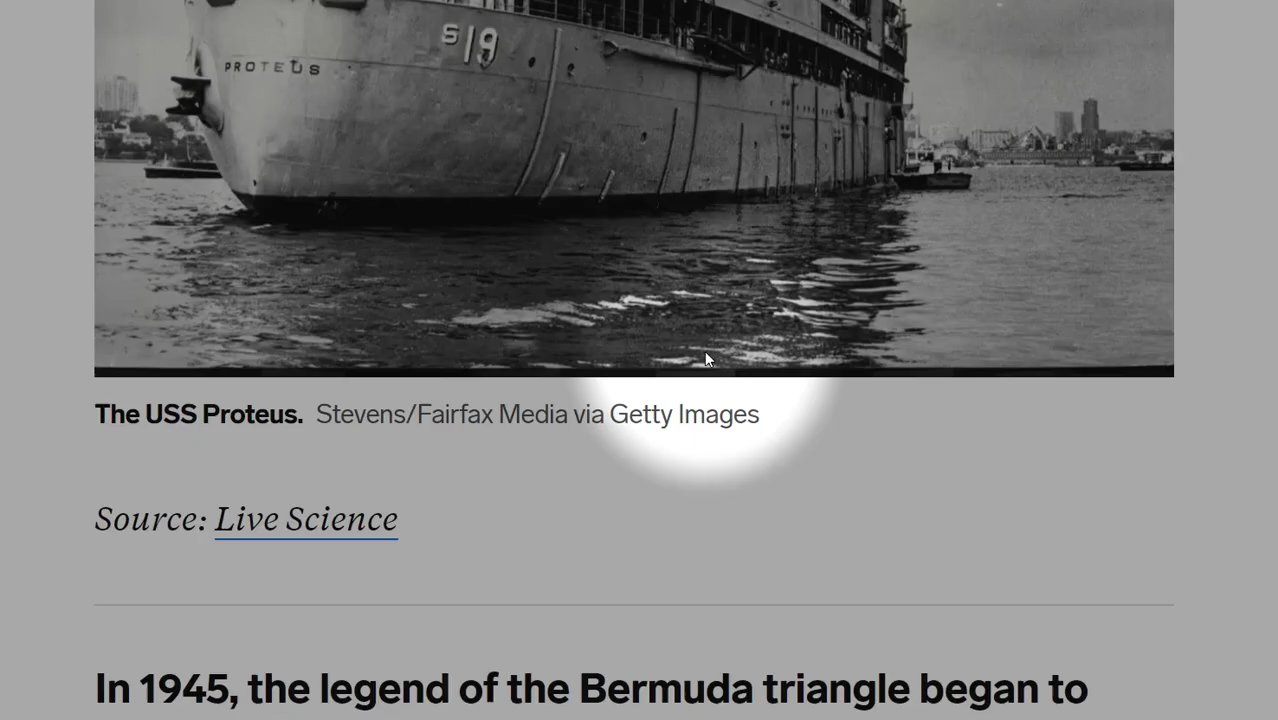 S19
PROTEUS
The USS Proteus. Stevens/Fairfax Media via Getty Images
Source: Live Science
In 1945, the legend of the Bermuda triangle began to